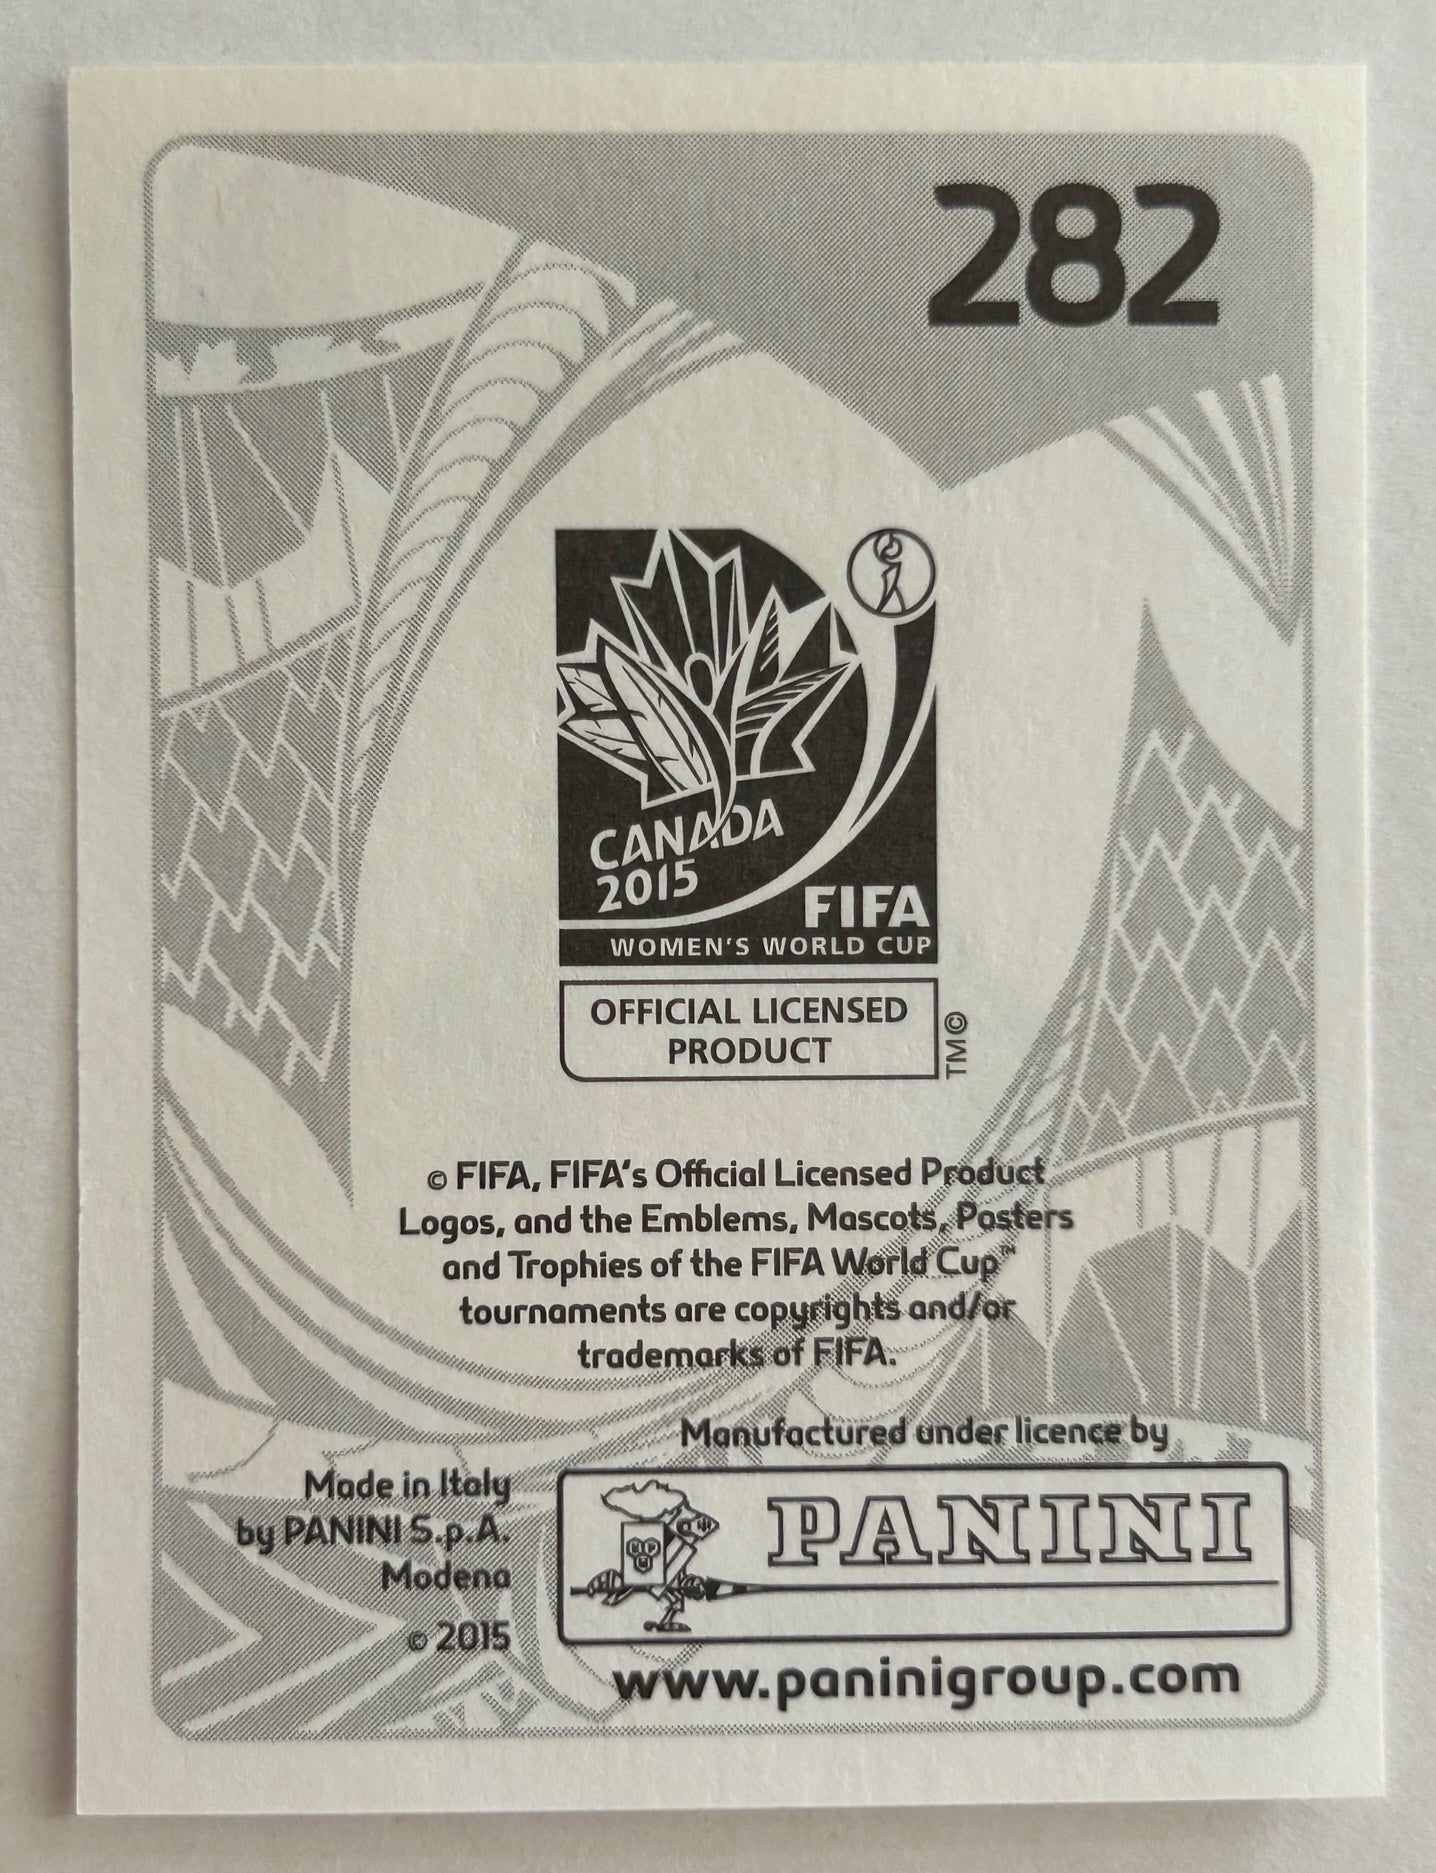 282
CANADA
2015
FIFA
WOMEN'S WORLD CUP
OFFICIAL LICENSED
PRODUCT
TM©
© FIFA, FIFA's Official Licensed Product
Logos, and the Emblems, Mascots, Posters
and Trophies of the FIFA World Cup™
tournaments are copyrights and/or
trademarks of FIFA.
Manufactured under licence by
Made in Italy
by PANINI S.p.A.
Modena
© 2015
PANINI
www.paninigroup.com